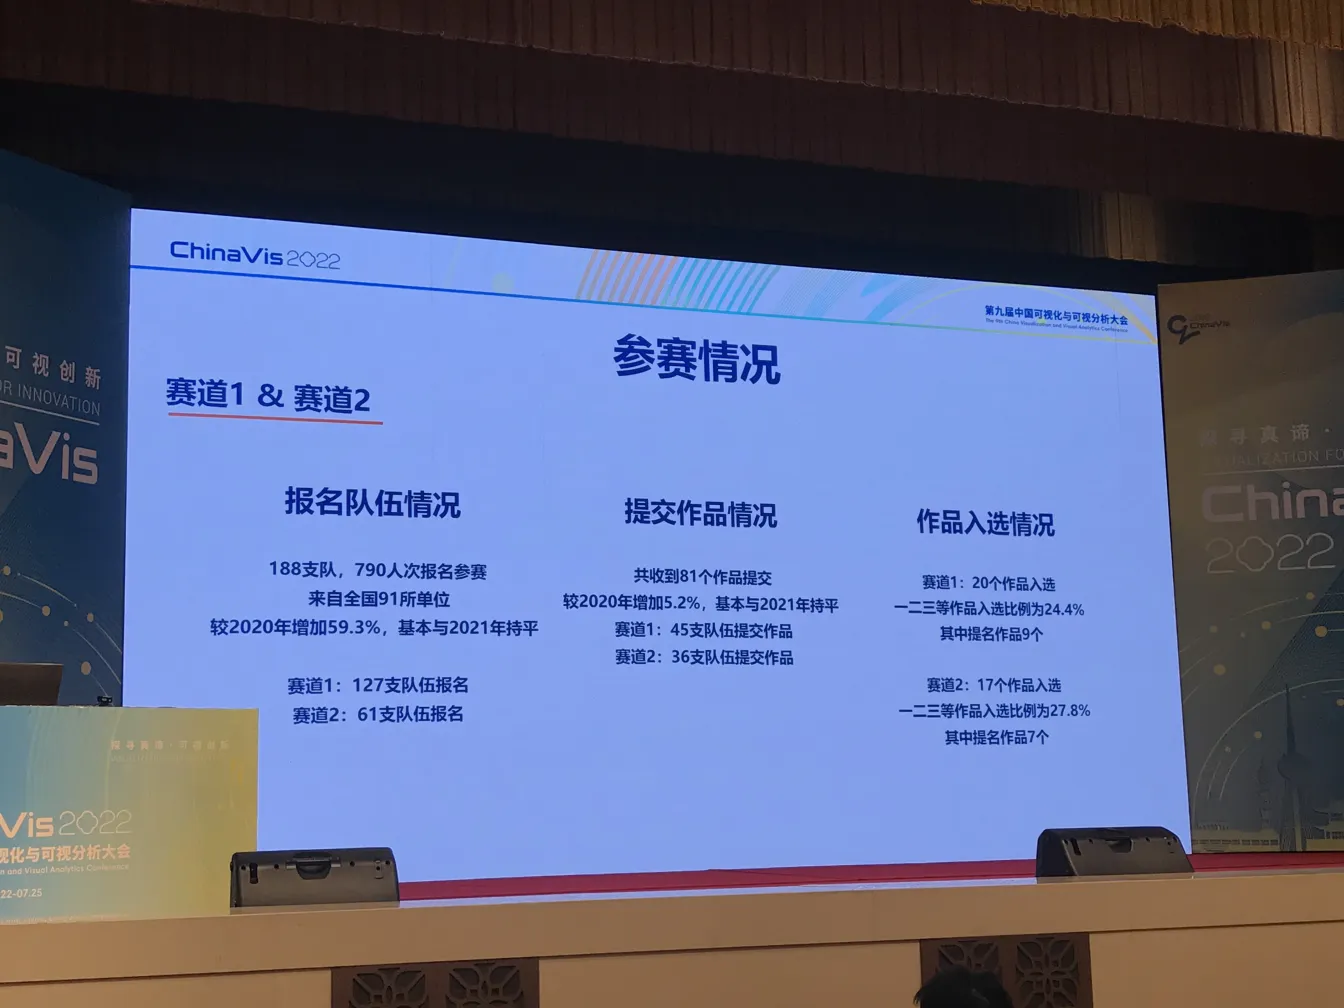 ChinaVis2022
第九届中国可视化与可视分析大会
The 9th China Visualization and Visual Analytics Conference
参赛情况
赛道1 & 赛道2
报名队伍情况
188支队，790人次报名参赛
来自全国91所单位
较2020年增加59.3%，基本与2021年持平
赛道1：127支队伍报名
赛道2：61支队伍报名
提交作品情况
共收到81个作品提交
较2020年增加5.2%，基本与2021年持平
赛道1：45支队伍提交作品
赛道2：36支队伍提交作品
作品入选情况
赛道1：20个作品入选
一二三等作品入选比例为24.4%
其中提名作品9个
赛道2：17个作品入选
一二三等作品入选比例为27.8%
其中提名作品7个
可视创新
OR INNOVATION
aVis
ChinaVis
探寻真谛·
VISUALIZATION FO
China
2022
探寻真谛·可视创新
Vis2022
视化与可视分析大会
n and Visual Analytics Conference
22-07.25